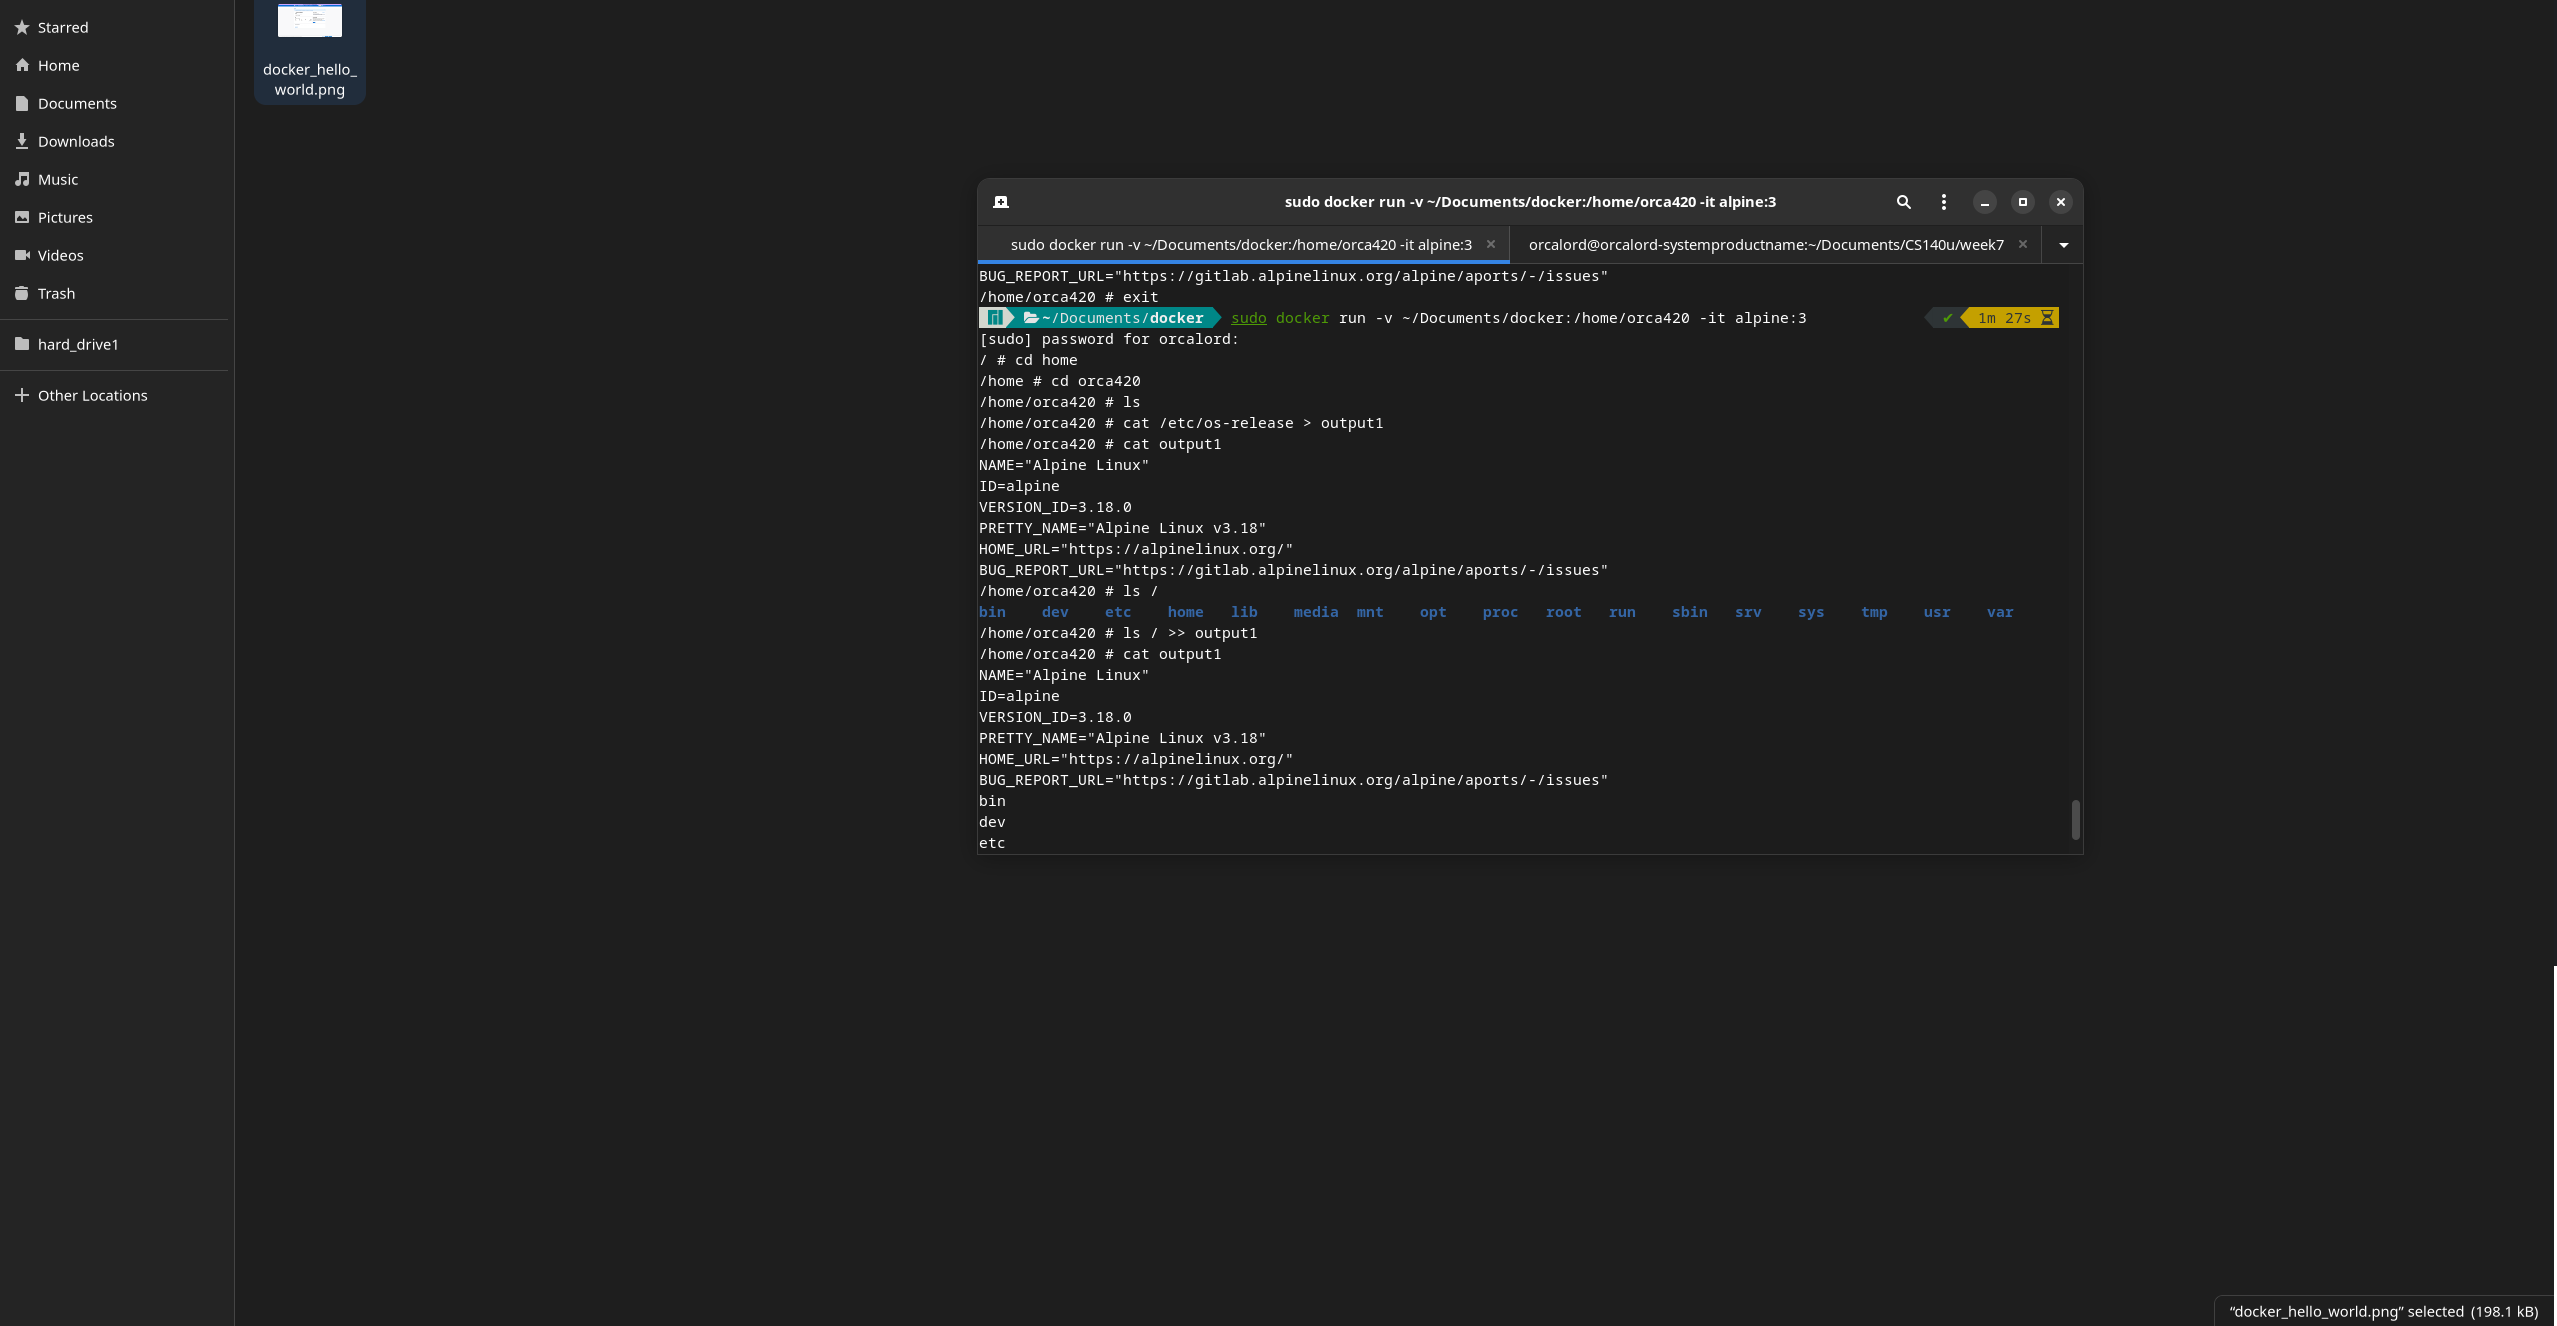 Starred
Home
Documents
Downloads
Music
Pictures
Videos
Trash
hard_drive1
Other Locations
docker_hello_
world.png
sudo docker run -v ~/Documents/docker:/home/orca420 -it alpine:3
sudo docker run -v ~/Documents/docker:/home/orca420 -it alpine:3
orcalord@orcalord-systemproductname:~/Documents/CS140u/week7
BUG_REPORT_URL="https://gitlab.alpinelinux.org/alpine/aports/-/issues"
/home/orca420 # exit
~/Documents/docker sudo docker run -v ~/Documents/docker:/home/orca420 -it alpine:3 ✔ 1m 27s
[sudo] password for orcalord:
/ # cd home
/home # cd orca420
/home/orca420 # ls
/home/orca420 # cat /etc/os-release > output1
/home/orca420 # cat output1
NAME="Alpine Linux"
ID=alpine
VERSION_ID=3.18.0
PRETTY_NAME="Alpine Linux v3.18"
HOME_URL="https://alpinelinux.org/"
BUG_REPORT_URL="https://gitlab.alpinelinux.org/alpine/aports/-/issues"
/home/orca420 # ls /
bin dev etc home lib media mnt opt proc root run sbin srv sys tmp usr var
/home/orca420 # ls / >> output1
/home/orca420 # cat output1
NAME="Alpine Linux"
ID=alpine
VERSION_ID=3.18.0
PRETTY_NAME="Alpine Linux v3.18"
HOME_URL="https://alpinelinux.org/"
BUG_REPORT_URL="https://gitlab.alpinelinux.org/alpine/aports/-/issues"
bin
dev
etc
“docker_hello_world.png” selected (198.1 kB)